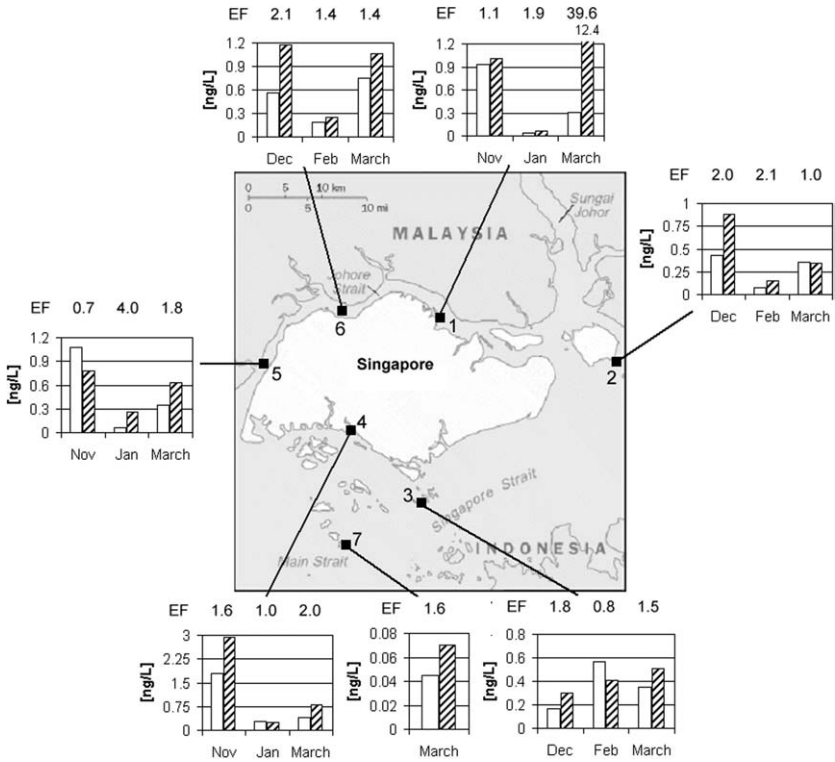 EF 2.1 1.4 1.4
[ng/L]
1.2
0.9
0.6
0.3
0
Dec Feb March
EF 1.1 1.9 39.6
12.4
[ng/L]
1.2
0.9
0.6
0.3
0
Nov Jan March
EF 2.0 2.1 1.0
[ng/L]
1
0.75
0.5
0.25
0
Dec Feb March
0 5 10 km
0 5 10 mi
Sungai
Johor
MALAYSIA
Johore
Strait
6
1
2
5
Singapore
4
3
Singapore Strait
7
Main Strait
INDONESIA
EF 0.7 4.0 1.8
[ng/L]
1.2
0.9
0.6
0.3
0
Nov Jan March
EF 1.6 1.0 2.0
[ng/L]
3
2.25
1.5
0.75
0
Nov Jan March
EF 1.6
[ng/L]
0.08
0.06
0.04
0.02
0
March
EF 1.8 0.8 1.5
[ng/L]
0.8
0.6
0.4
0.2
0
Dec Feb March